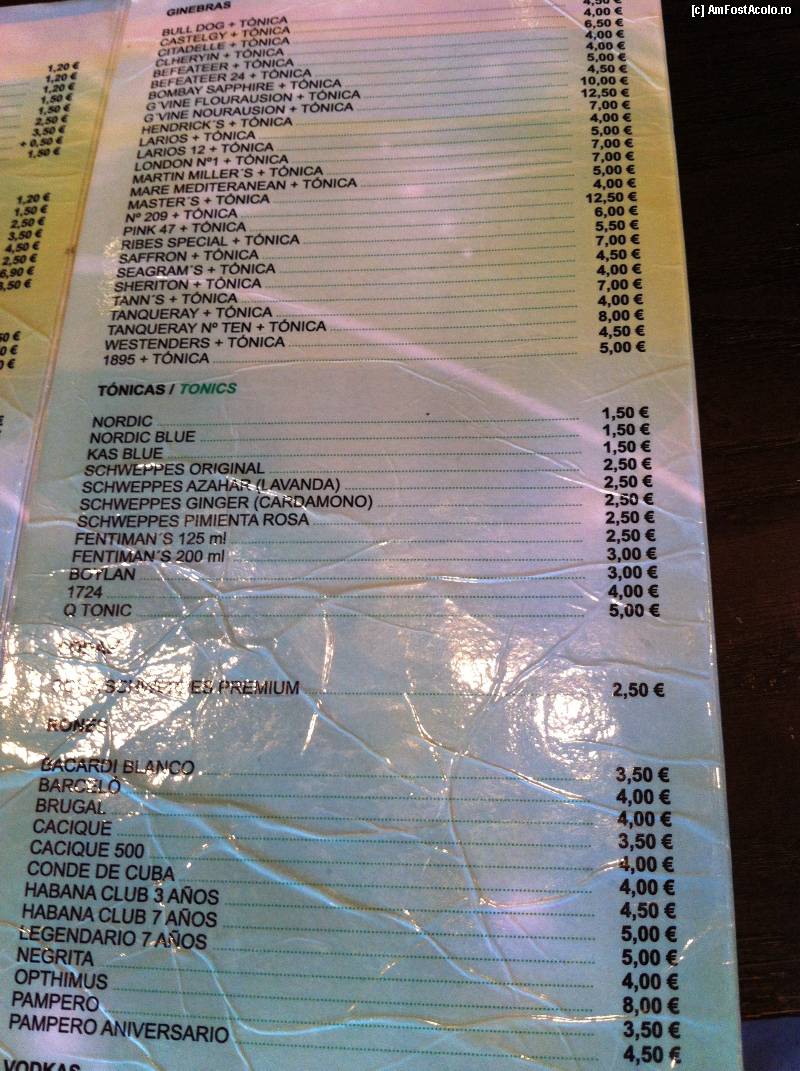 [c] AmFostAcolo.ro
1,20 €
1,20 €
1,20 €
1,50 €
1,50 €
2,50 €
3,50 €
+ 0,50 €
1,50 €
1,20 €
1,50 €
2,50 €
3,50 €
4,50 €
2,50 €
6,90 €
GINEBRAS
BULL DOG + TÓNICA 4,50 €
CASTELGY + TÓNICA 4,00 €
CITADELLE + TÓNICA 6,50 €
CLHERYIN + TÓNICA 4,00 €
BEFEATEER + TÓNICA 4,00 €
BEFEATEER 24 + TÓNICA 5,00 €
BOMBAY SAPPHIRE + TÓNICA 4,50 €
G´VINE FLOURAUSION + TÓNICA 10,00 €
G´VINE NOURAUSION + TÓNICA 12,50 €
HENDRICK´S + TÓNICA 7,00 €
LARIOS + TÓNICA 4,00 €
LARIOS 12 + TÓNICA 5,00 €
LONDON Nº1 + TÓNICA 7,00 €
MARTIN MILLER´S + TÓNICA 7,00 €
MARE MEDITERANEAN + TÓNICA 5,00 €
MASTER´S + TÓNICA 4,00 €
Nº 209 + TÓNICA 12,50 €
PINK 47 + TÓNICA 6,00 €
RIBES SPECIAL + TÓNICA 5,50 €
SAFFRON + TÓNICA 7,00 €
SEAGRAM´S + TÓNICA 4,50 €
SHERITON + TÓNICA 4,00 €
TANN´S + TÓNICA 7,00 €
TANQUERAY + TÓNICA 4,00 €
TANQUERAY Nº TEN + TÓNICA 8,00 €
WESTENDERS + TÓNICA 4,50 €
1895 + TÓNICA 5,00 €
TÓNICAS / TONICS
NORDIC 1,50 €
NORDIC BLUE 1,50 €
KAS BLUE 1,50 €
SCHWEPPES ORIGINAL 2,50 €
SCHWEPPES AZAHAR (LAVANDA) 2,50 €
SCHWEPPES GINGER (CARDAMONO) 2,50 €
SCHWEPPES PIMIENTA ROSA 2,50 €
FENTIMAN´S 125 ml 2,50 €
FENTIMAN´S 200 ml 3,00 €
BOYLAN 3,00 €
1724 4,00 €
Q TONIC 5,00 €
SCHWEPPES PREMIUM 2,50 €
RONES
BACARDI BLANCO 3,50 €
BARCELÒ 4,00 €
BRUGAL 4,00 €
CACIQUE 3,50 €
CACIQUE 500 4,00 €
CONDE DE CUBA 4,00 €
HABANA CLUB 3 AÑOS 4,50 €
HABANA CLUB 7 AÑOS 5,00 €
LEGENDARIO 7 AÑOS 5,00 €
NEGRITA 4,00 €
OPTHIMUS 8,00 €
PAMPERO 3,50 €
PAMPERO ANIVERSARIO 4,50 €
VODKAS